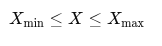 X_min ≤ X ≤ X_max